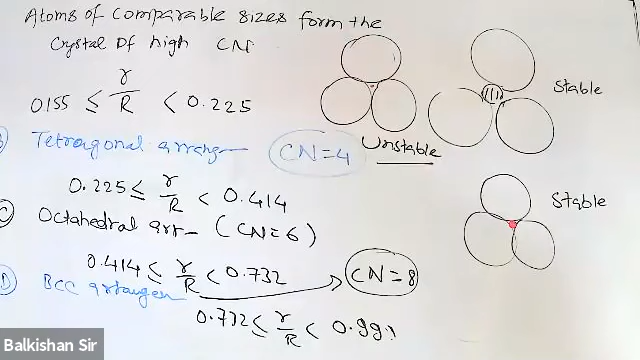 Atoms of Comparable sizes form the
Crystal of high CN
0155 ≤ r/R < 0.225
B Tetragonal arrange
CN=4
0.225 ≤ r/R < 0.414
C Octahedral arr- (CN=6)
0.414 ≤ r/R < 0.732
D BCC arrangen
CN=8
0.732 ≤ r/R < 0.99
Unstable
Stable
Stable
Balkishan Sir